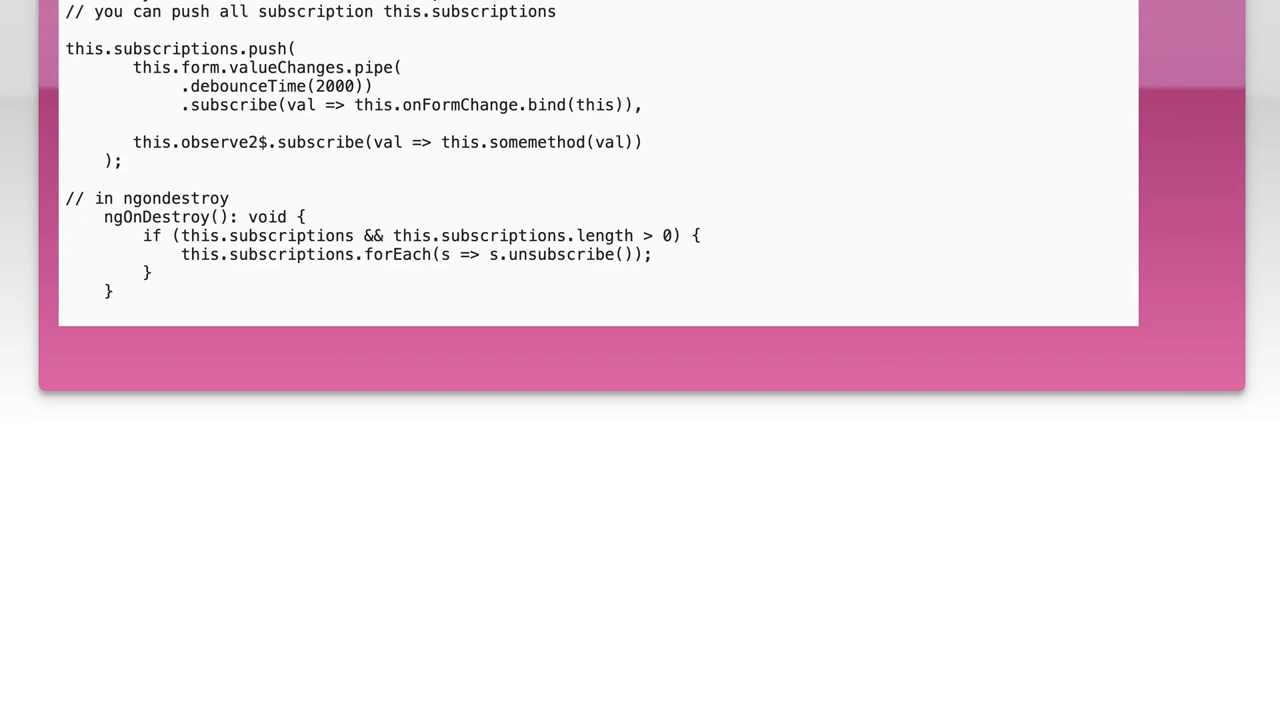 // you can push all subscription this.subscriptions
this.subscriptions.push(
this.form.valueChanges.pipe(
.debounceTime(2000))
.subscribe(val => this.onFormChange.bind(this)),
this.observe2$.subscribe(val => this.somemethod(val))
);
// in ngondestroy
ngOnDestroy(): void {
if (this.subscriptions && this.subscriptions.length > 0) {
this.subscriptions.forEach(s => s.unsubscribe());
}
}